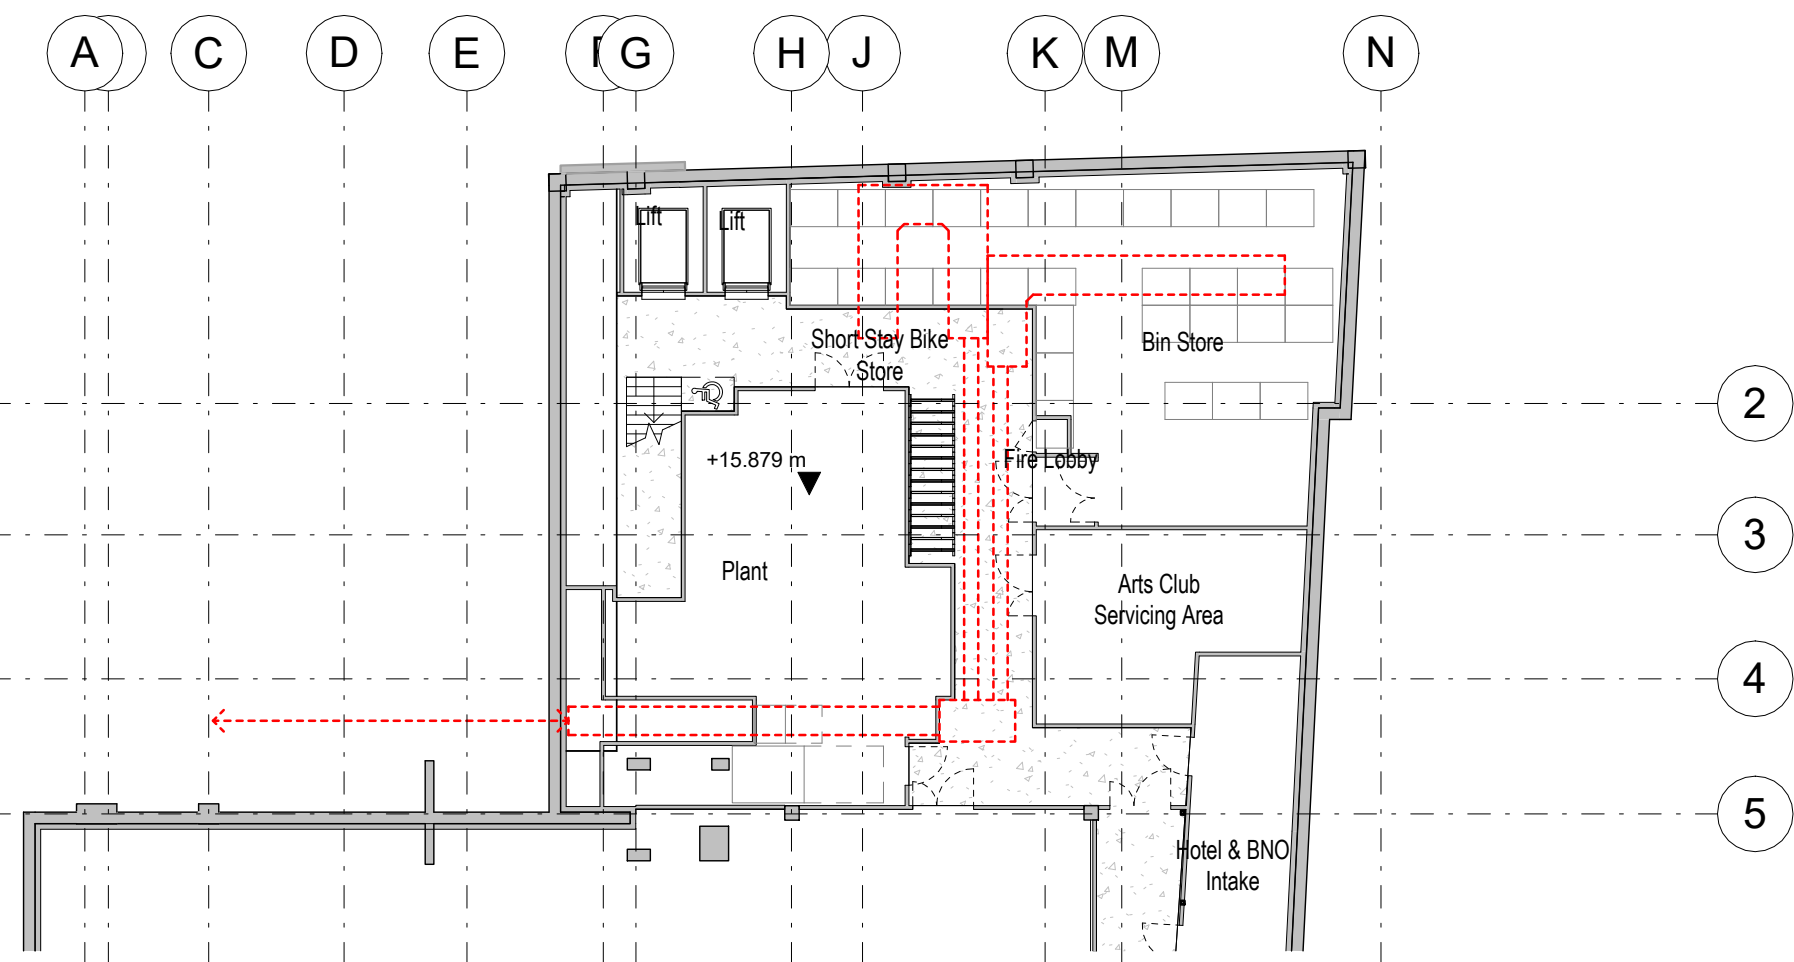 A C D E G H J K M N
Lift Lift
Short Stay Bike
Store
Bin Store
2
+15.879 m
Fire Lobby
3
Plant
Arts Club
Servicing Area
4
5
Hotel & BNO
Intake